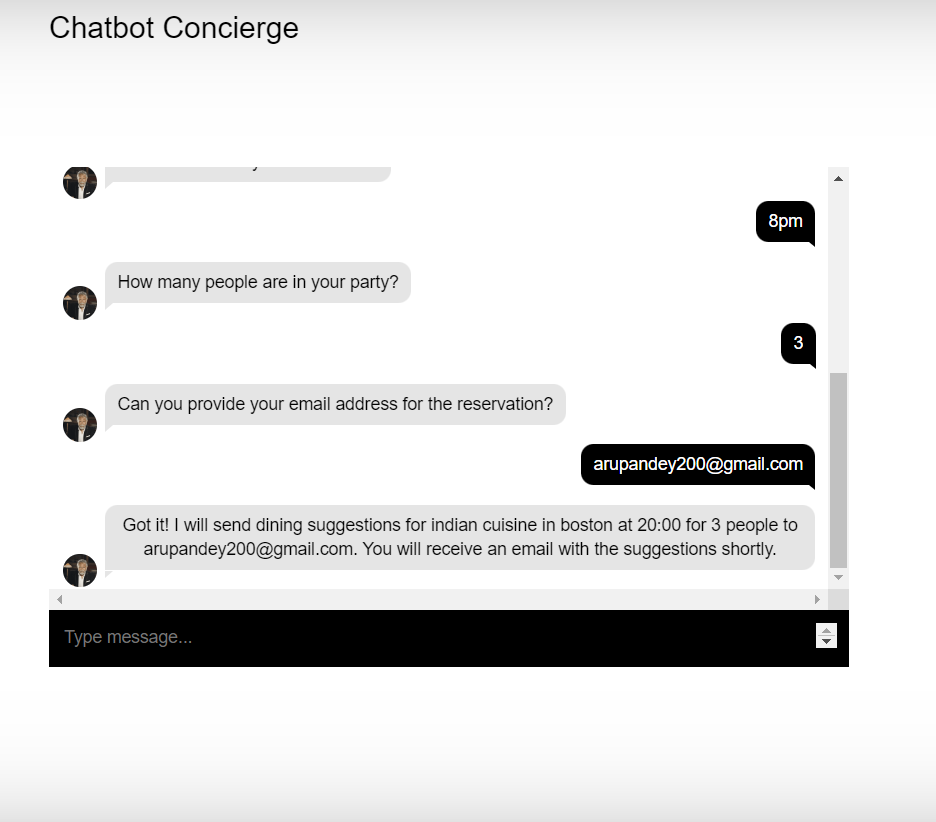 Chatbot Concierge
8pm
How many people are in your party?
3
Can you provide your email address for the reservation?
arupandey200@gmail.com
Got it! I will send dining suggestions for indian cuisine in boston at 20:00 for 3 people to
arupandey200@gmail.com. You will receive an email with the suggestions shortly.
Type message...